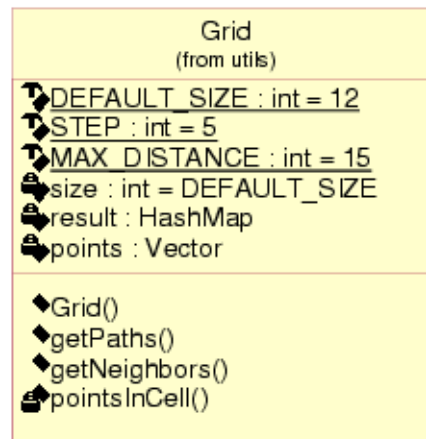 Grid
(from utils)
DEFAULT_SIZE : int = 12
STEP : int = 5
MAX_DISTANCE : int = 15
size : int = DEFAULT_SIZE
result : HashMap
points : Vector
Grid()
getPaths()
getNeighbors()
pointsInCell()